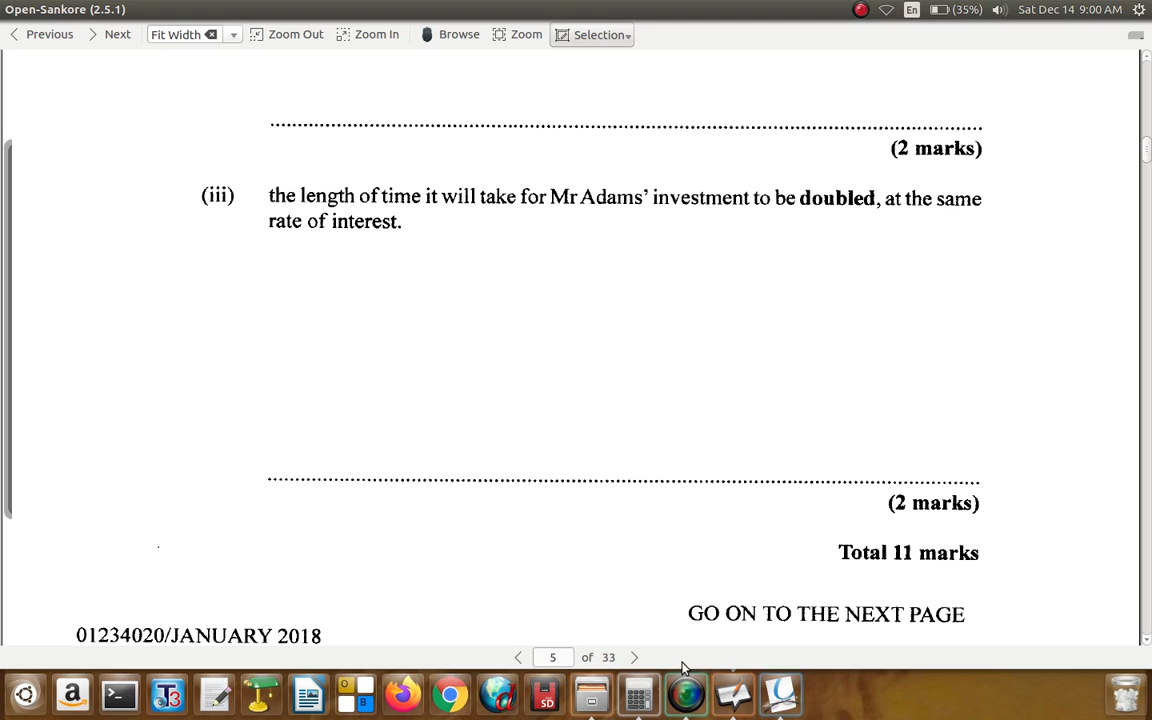 Open-Sankore (2.5.1)
En (35%) Sat Dec 14 9:00 AM
Previous Next Fit Width Zoom Out Zoom In Browse Zoom Selection
(2 marks)
(iii) the length of time it will take for Mr Adams' investment to be doubled, at the same
rate of interest.
(2 marks)
Total 11 marks
GO ON TO THE NEXT PAGE
01234020/JANUARY 2018
5 of 33